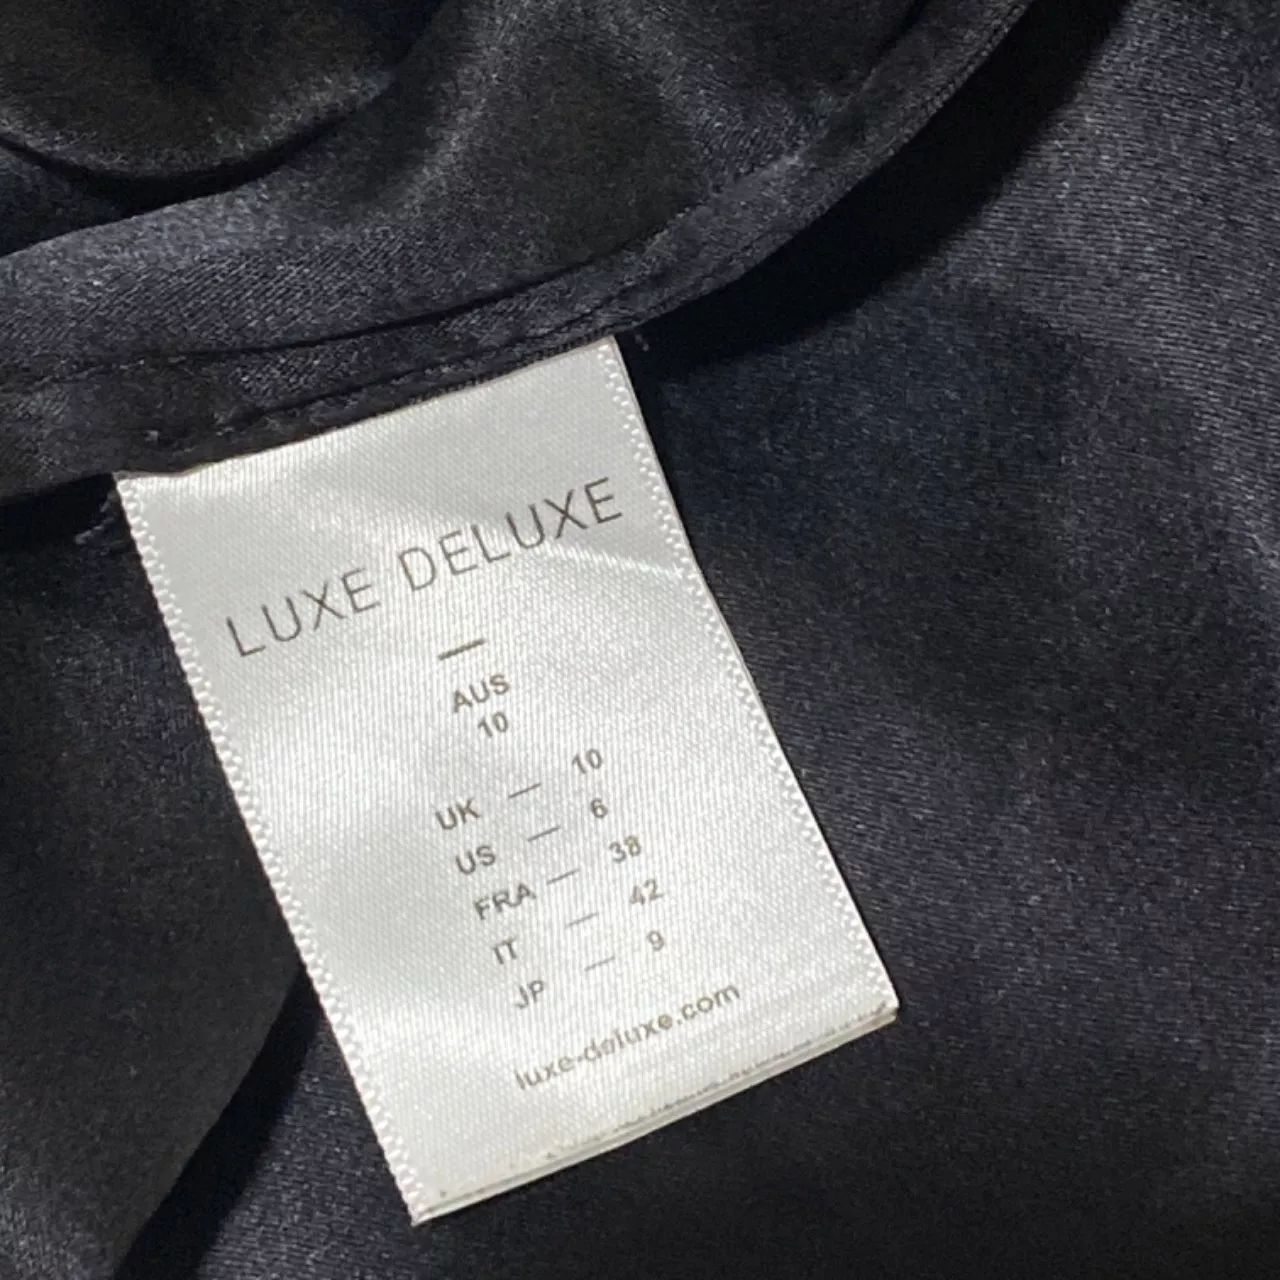 LUXE DELUXE
—
AUS
10
UK — 10
US — 6
FRA — 38
IT — 42
JP — 9
luxe-deluxe.com